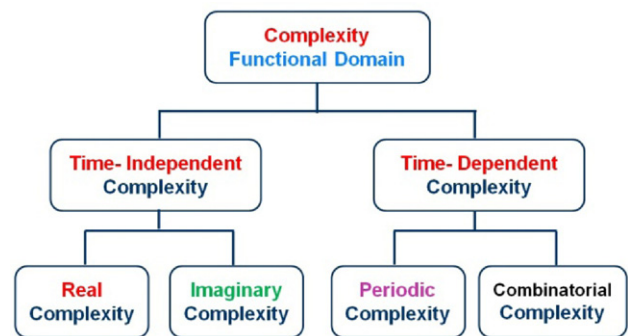 Complexity
Functional Domain
Time- Independent
Complexity
Time- Dependent
Complexity
Real
Complexity
Imaginary
Complexity
Periodic
Complexity
Combinatorial
Complexity